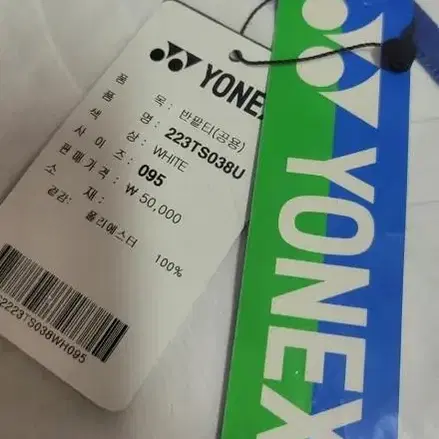 YONEX
품 목 : 반팔티(공용)
품 명 : 223TS038U
색 상 : WHITE
사 이 즈 : 095
판매가격 : ₩ 50,000
소 재 :
겉감 : 폴리에스터 100%
223TS038WH095
YONEX